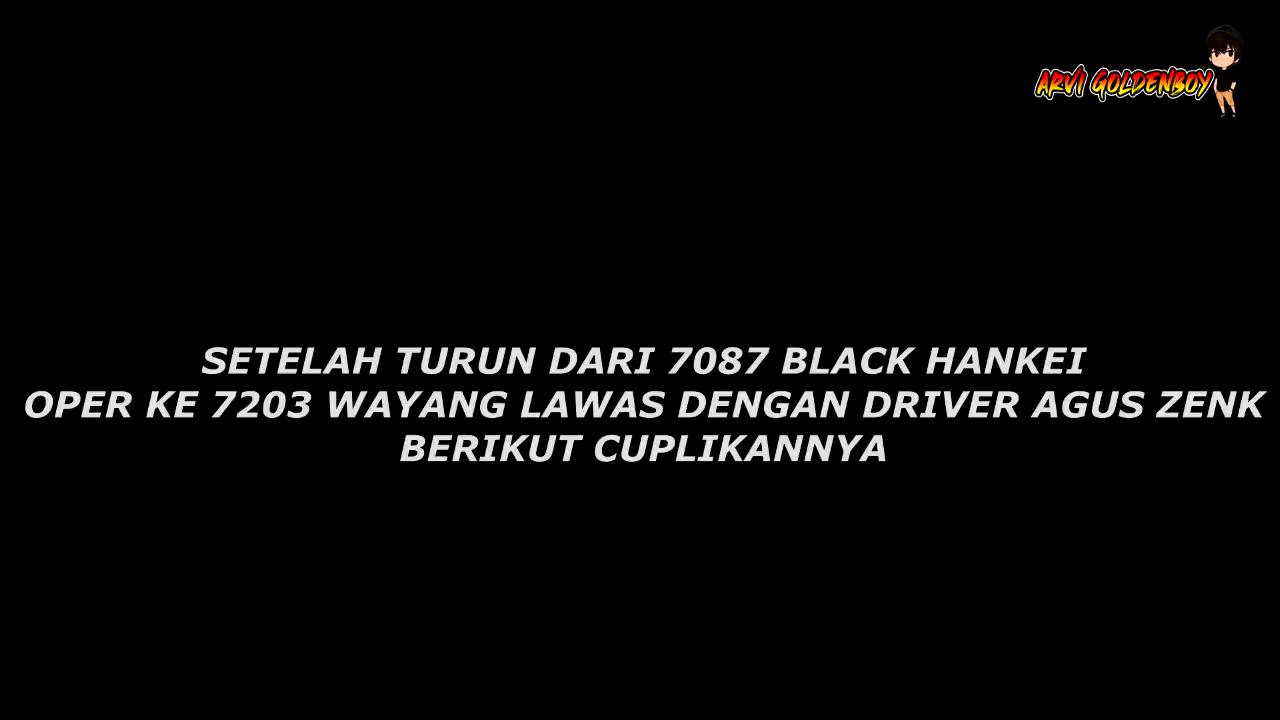 ARVI GOLDENBOY
SETELAH TURUN DARI 7087 BLACK HANKEI
OPER KE 7203 WAYANG LAWAS DENGAN DRIVER AGUS ZENK
BERIKUT CUPLIKANNYA